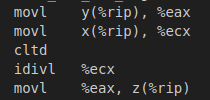 movl y(%rip), %eax
movl x(%rip), %ecx
cltd
idivl %ecx
movl %eax, z(%rip)